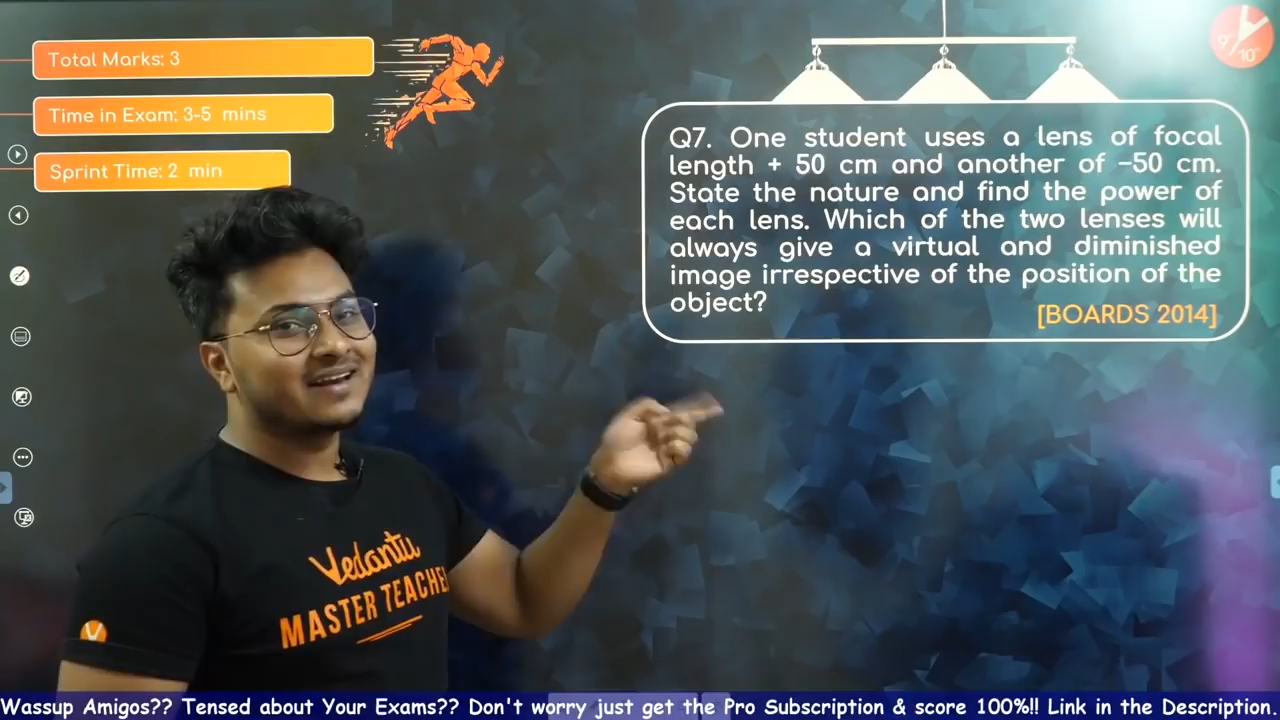 Total Marks: 3
Time in Exam: 3-5 mins
Sprint Time: 2 min
9
10
Q7. One student uses a lens of focal
length + 50 cm and another of −50 cm.
State the nature and find the power of
each lens. Which of the two lenses will
always give a virtual and diminished
image irrespective of the position of the
object?
[BOARDS 2014]
Vedantu
MASTER TEACHE
V
Wassup Amigos?? Tensed about Your Exams?? Don't worry just get the Pro Subscription & score 100%!! Link in the Description.